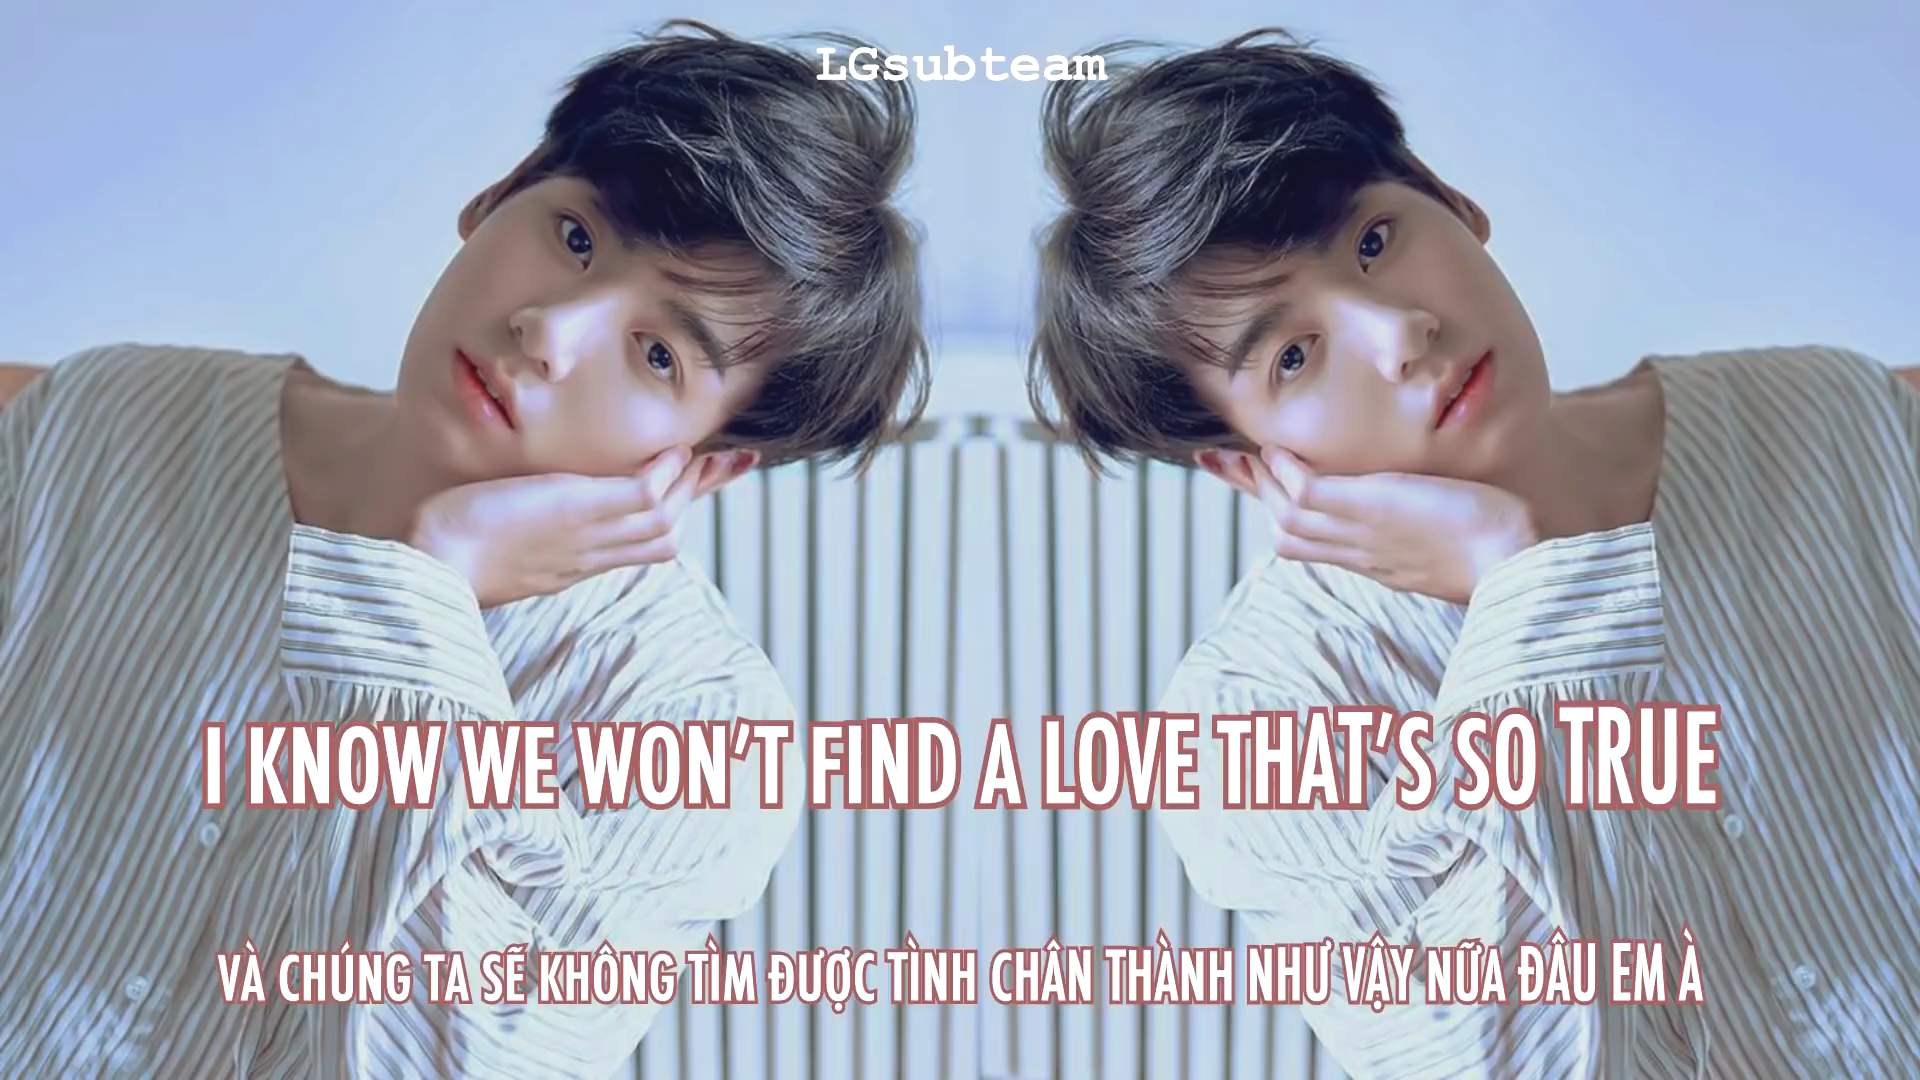 LGsubteam
I KNOW WE WON'T FIND A LOVE THAT'S SO TRUE
VÀ CHÚNG TA SẼ KHÔNG TÌM ĐƯỢC TÌNH CHÂN THÀNH NHƯ VẬY NỮA ĐÂU EM À